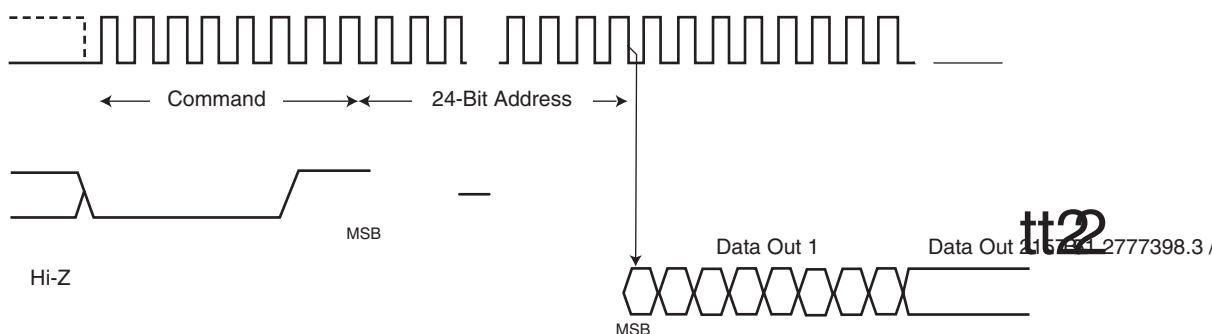 Command 24-Bit Address
MSB
Data Out 1 Data Out
Hi-Z
MSB